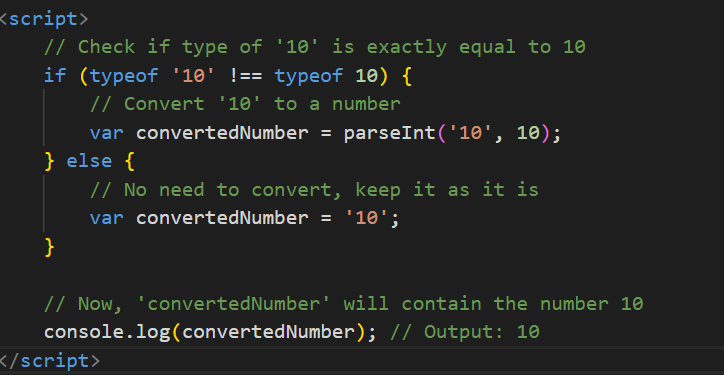 <script>
// Check if type of '10' is exactly equal to 10
if (typeof '10' !== typeof 10) {
// Convert '10' to a number
var convertedNumber = parseInt('10', 10);
} else {
// No need to convert, keep it as it is
var convertedNumber = '10';
}
// Now, 'convertedNumber' will contain the number 10
console.log(convertedNumber); // Output: 10
</script>